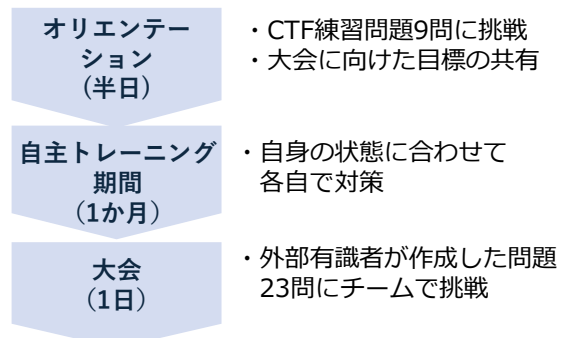 オリエンテー
ション
(半日)
・CTF練習問題9問に挑戦
・大会に向けた目標の共有
自主トレーニング
期間
(1か月)
・自身の状態に合わせて
各自で対策
大会
(1日)
・外部有識者が作成した問題
23問にチームで挑戦